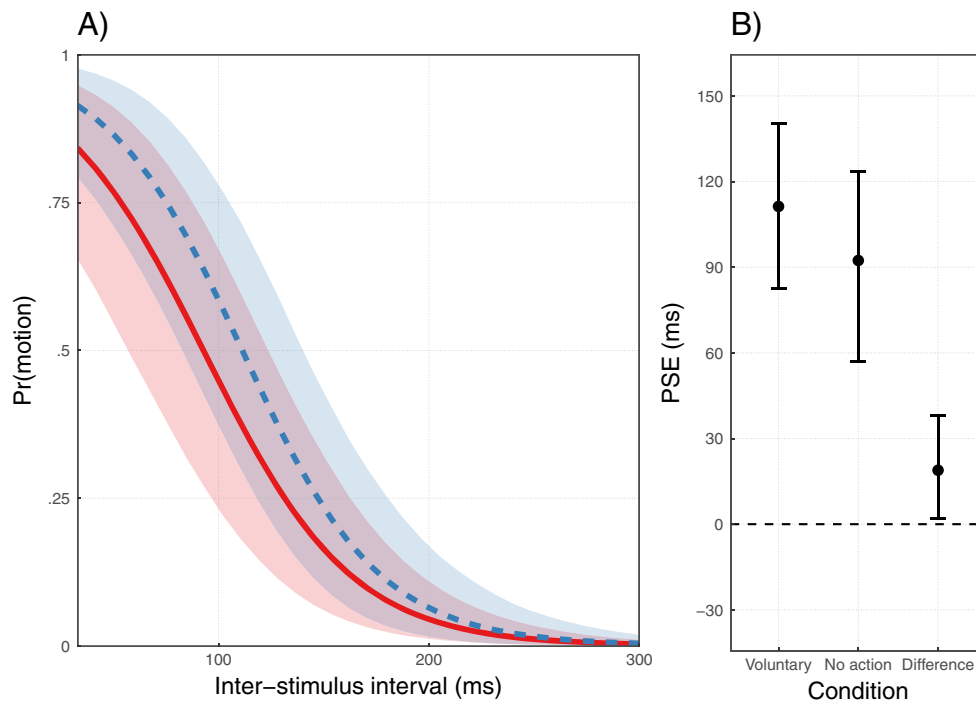 A)
1
.75
.5
.25
0
Pr(motion)
100
200
300
Inter−stimulus interval (ms)
B)
150
120
90
60
30
0
−30
PSE (ms)
Voluntary No action Difference
Condition